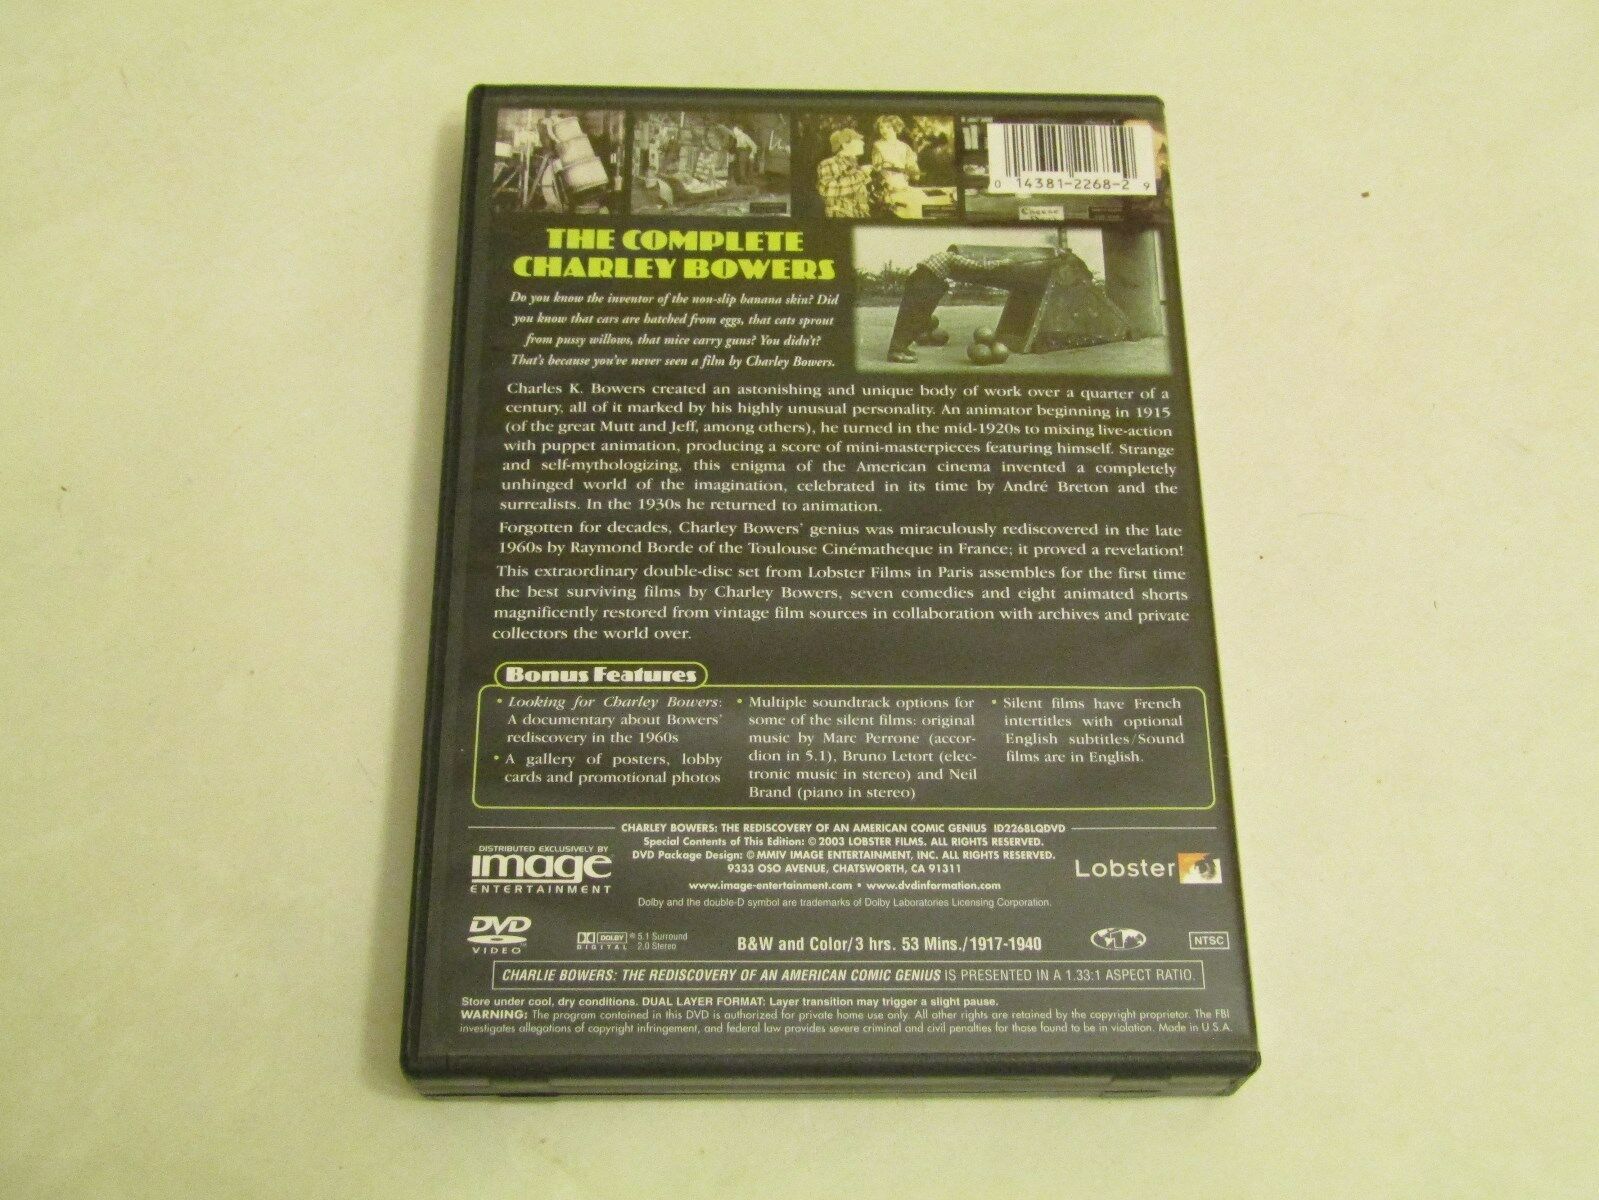 0 14381-2268-2 9
Cheese
THE COMPLETE
CHARLEY BOWERS
Do you know the inventor of the non-slip banana skin? Did
you know that cars are hatched from eggs, that cats sprout
from pussy willows, that mice carry guns? You didn't?
That's because you've never seen a film by Charley Bowers.
Charles K. Bowers created an astonishing and unique body of work over a quarter of a
century, all of it marked by his highly unusual personality. An animator beginning in 1915
(of the great Mutt and Jeff, among others), he turned in the mid-1920s to mixing live-action
with puppet animation, producing a score of mini-masterpieces featuring himself. Strange
and self-mythologizing, this enigma of the American cinema invented a completely
unhinged world of the imagination, celebrated in its time by André Breton and the
surrealists. In the 1930s he returned to animation.
Forgotten for decades, Charley Bowers' genius was miraculously rediscovered in the late
1960s by Raymond Borde of the Toulouse Cinématheque in France; it proved a revelation!
This extraordinary double-disc set from Lobster Films in Paris assembles for the first time
the best surviving films by Charley Bowers, seven comedies and eight animated shorts
magnificently restored from vintage film sources in collaboration with archives and private
collectors the world over.
Bonus Features
• Looking for Charley Bowers:
A documentary about Bowers'
rediscovery in the 1960s
• A gallery of posters, lobby
cards and promotional photos
• Multiple soundtrack options for
some of the silent films: original
music by Marc Perrone (accor-
dion in 5.1), Bruno Letort (elec-
tronic music in stereo) and Neil
Brand (piano in stereo)
• Silent films have French
intertitles with optional
English subtitles/Sound
films are in English.
CHARLEY BOWERS: THE REDISCOVERY OF AN AMERICAN COMIC GENIUS ID2268LQDVD
Special Contents of This Edition: © 2003 LOBSTER FILMS. ALL RIGHTS RESERVED.
DVD Package Design: © MMIV IMAGE ENTERTAINMENT, INC. ALL RIGHTS RESERVED.
9333 OSO AVENUE, CHATSWORTH, CA 91311
www.image-entertainment.com • www.dvdinformation.com
Dolby and the double-D symbol are trademarks of Dolby Laboratories Licensing Corporation.
DISTRIBUTED EXCLUSIVELY BY
image
ENTERTAINMENT
Lobster
DVD
VIDEO
DOLBY
DIGITAL
® 5.1 Surround
2.0 Stereo
B&W and Color/3 hrs. 53 Mins./1917-1940
NTSC
CHARLIE BOWERS: THE REDISCOVERY OF AN AMERICAN COMIC GENIUS IS PRESENTED IN A 1.33:1 ASPECT RATIO.
Store under cool, dry conditions. DUAL LAYER FORMAT: Layer transition may trigger a slight pause.
WARNING: The program contained in this DVD is authorized for private home use only. All other rights are retained by the copyright proprietor. The FBI
investigates allegations of copyright infringement, and federal law provides severe criminal and civil penalties for those found to be in violation. Made in U.S.A.